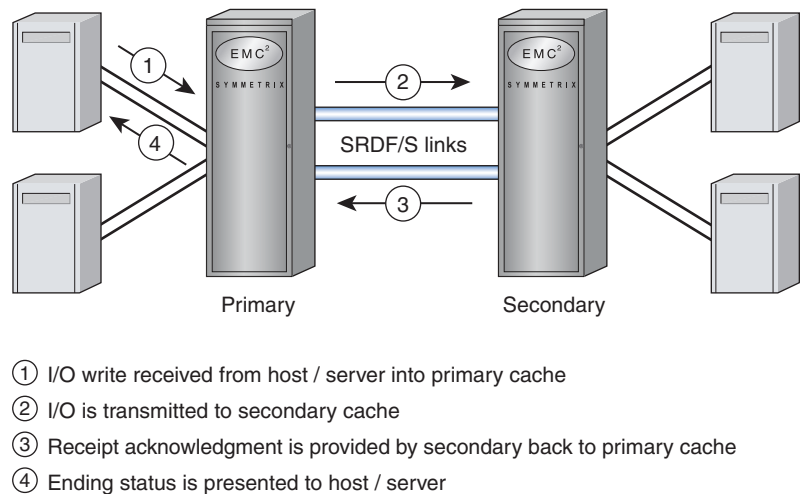 EMC²
SYMMETRIX
EMC²
SYMMETRIX
1
2
4
SRDF/S links
3
Primary
Secondary
① I/O write received from host / server into primary cache
② I/O is transmitted to secondary cache
③ Receipt acknowledgment is provided by secondary back to primary cache
④ Ending status is presented to host / server